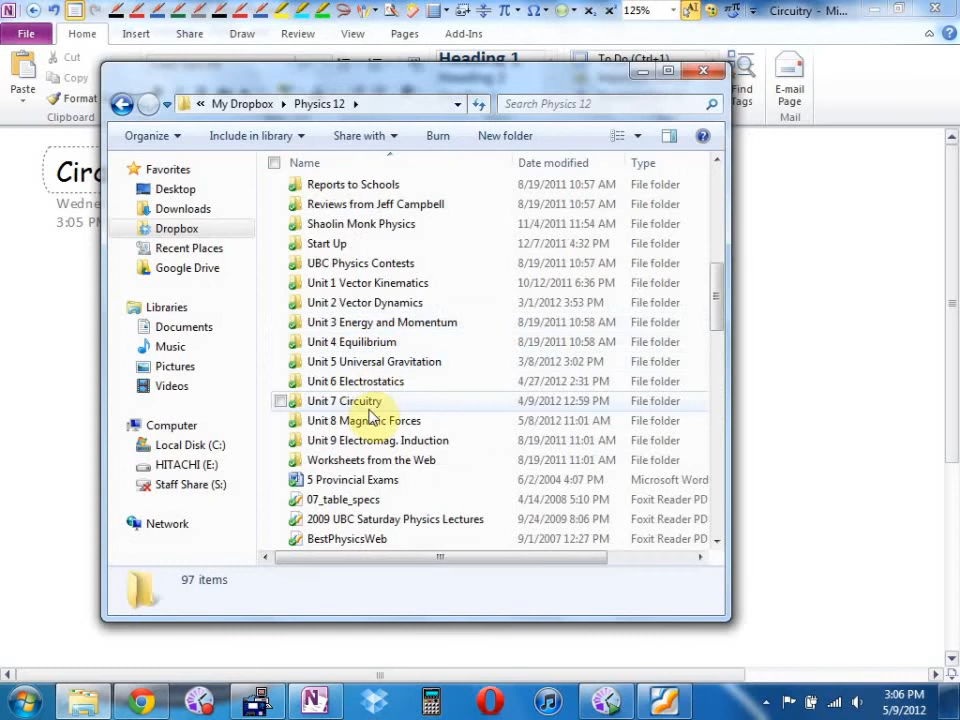 125%
Circuitry - Mi...
File Home Insert Share Draw Review View Pages Add-Ins
Cut
Copy
Paste
Format
Clipboard
Heading 1
Heading 2
To Do (Ctrl+1)
Find Tags
E-mail Page
Mail
Circ
Wedne
3:05 PM
« My Dropbox Physics 12
Search Physics 12
Organize Include in library Share with Burn New folder
Favorites
Desktop
Downloads
Dropbox
Recent Places
Google Drive
Libraries
Documents
Music
Pictures
Videos
Computer
Local Disk (C:)
HITACHI (E:)
Staff Share (S:)
Network
Name Date modified Type
Reports to Schools 8/19/2011 10:57 AM File folder
Reviews from Jeff Campbell 8/19/2011 10:57 AM File folder
Shaolin Monk Physics 11/4/2011 11:54 AM File folder
Start Up 12/7/2011 4:32 PM File folder
UBC Physics Contests 8/19/2011 10:57 AM File folder
Unit 1 Vector Kinematics 10/12/2011 6:36 PM File folder
Unit 2 Vector Dynamics 3/1/2012 3:53 PM File folder
Unit 3 Energy and Momentum 8/19/2011 10:58 AM File folder
Unit 4 Equilibrium 8/19/2011 10:58 AM File folder
Unit 5 Universal Gravitation 3/8/2012 3:02 PM File folder
Unit 6 Electrostatics 4/27/2012 2:31 PM File folder
Unit 7 Circuitry 4/9/2012 12:59 PM File folder
Unit 8 Magnetic Forces 5/8/2012 11:01 AM File folder
Unit 9 Electromag. Induction 8/19/2011 11:01 AM File folder
Worksheets from the Web 8/19/2011 11:01 AM File folder
5 Provincial Exams 6/2/2004 4:07 PM Microsoft Word
07_table_specs 4/14/2008 5:10 PM Foxit Reader PD
2009 UBC Saturday Physics Lectures 9/24/2009 8:06 PM Foxit Reader PD
BestPhysicsWeb 9/1/2007 12:27 PM Foxit Reader PD
97 items
3:06 PM
5/9/2012